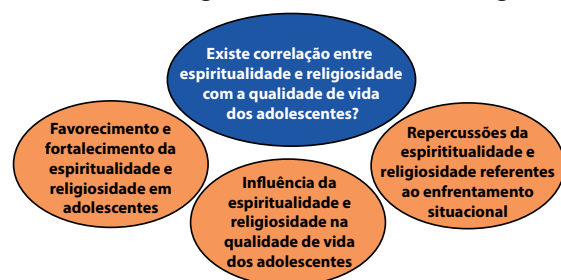 Existe correlação entre
espiritualidade e religiosidade
com a qualidade de vida
dos adolescentes?
Favorecimento e
fortalecimento da
espiritualidade e
religiosidade em
adolescentes
Influência da
espiritualidade e
religiosidade na
qualidade de vida
dos adolescentes
Repercussões da
espirititualidade e
religiosidade referentes
ao enfrentamento
situacional